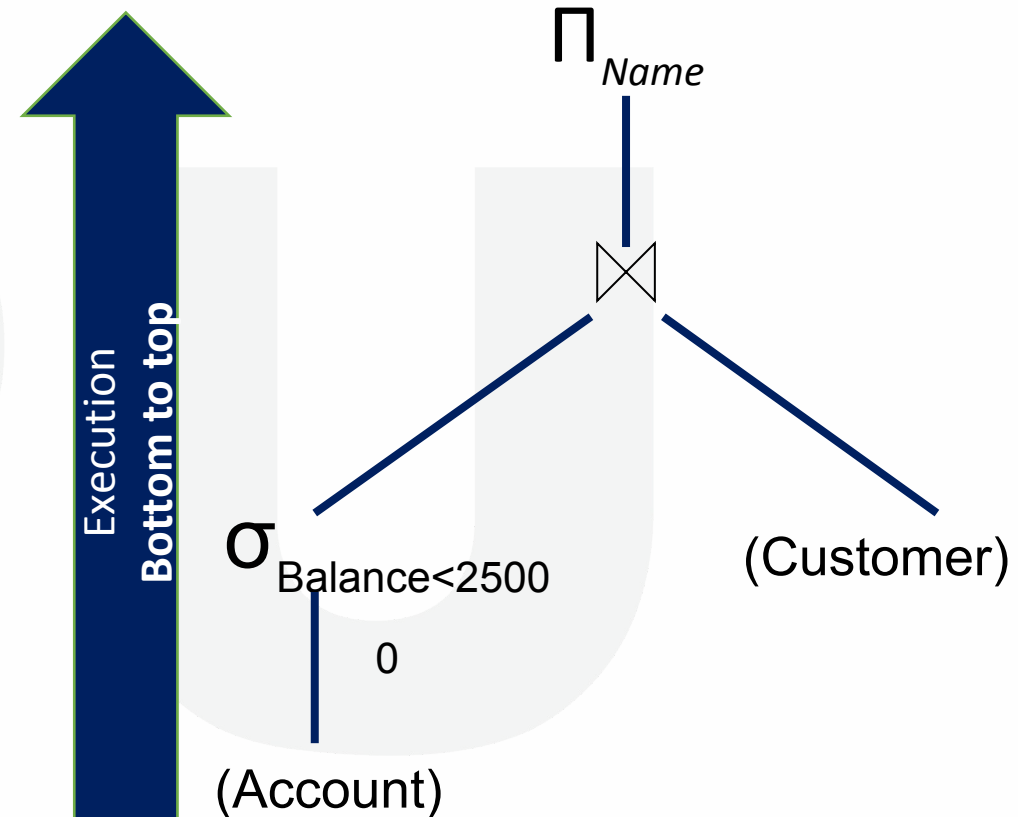 Π Name
⋈
σ Balance<2500
0
(Customer)
(Account)
Execution
Bottom to top